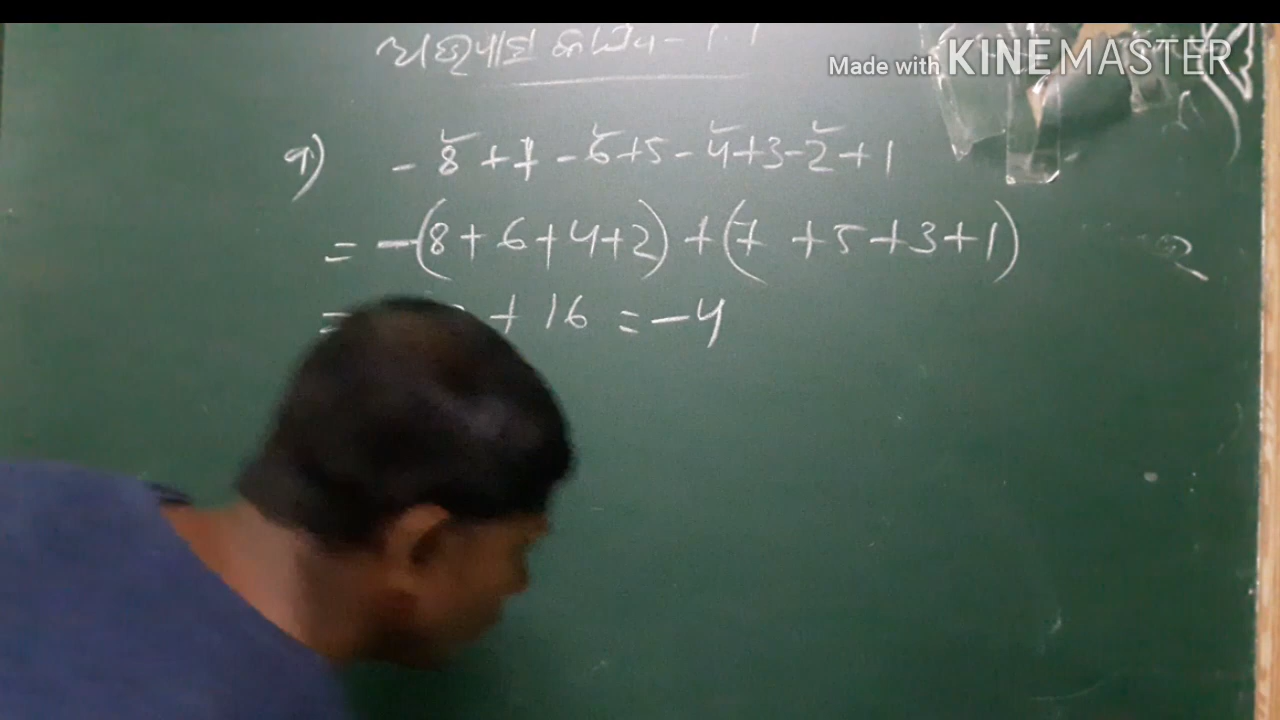 Made with KINEMASTER
- 8 + 7 - 6 + 5 - 4 + 3 - 2 + 1
= -(8 + 6 + 4 + 2) + (7 + 5 + 3 + 1)
= + 16 = -4